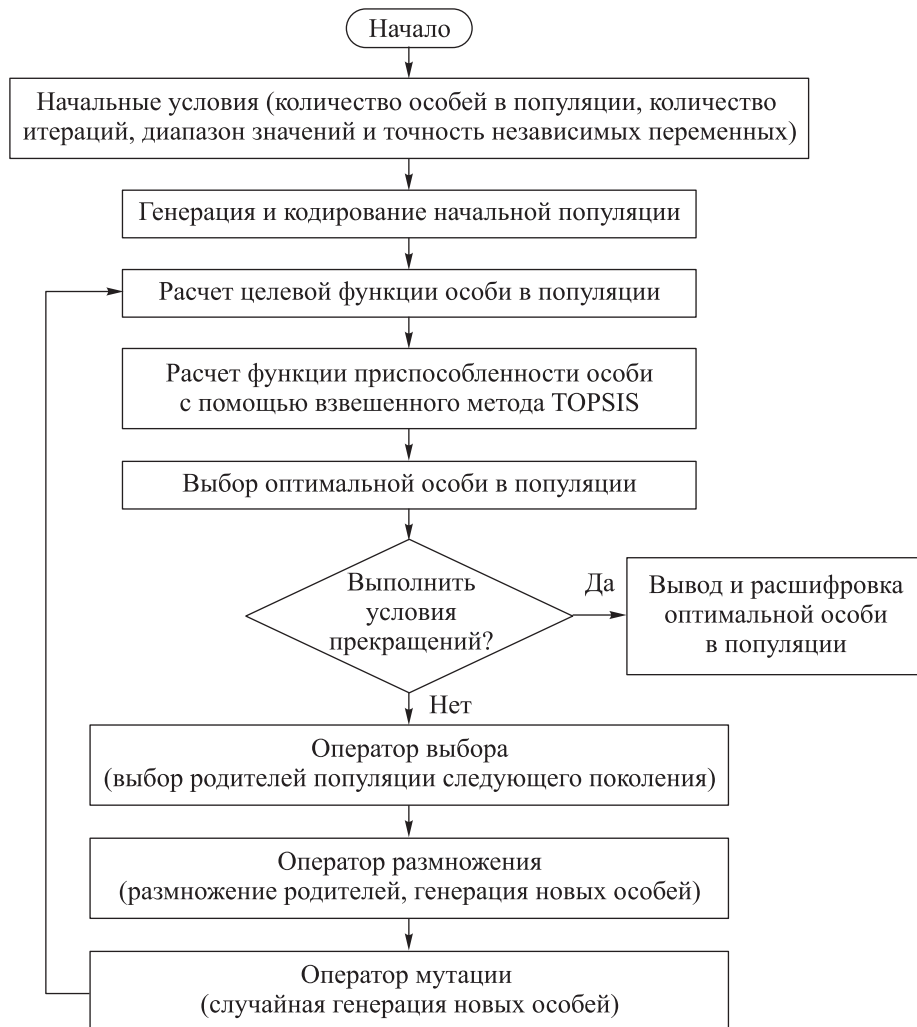 Начало
Начальные условия (количество особей в популяции, количество
итераций, диапазон значений и точность независимых переменных)
Генерация и кодирование начальной популяции
Расчет целевой функции особи в популяции
Расчет функции приспособленности особи
с помощью взвешенного метода TOPSIS
Выбор оптимальной особи в популяции
Выполнить
условия
прекращений?
Да
Вывод и расшифровка
оптимальной особи
в популяции
Нет
Оператор выбора
(выбор родителей популяции следующего поколения)
Оператор размножения
(размножение родителей, генерация новых особей)
Оператор мутации
(случайная генерация новых особей)